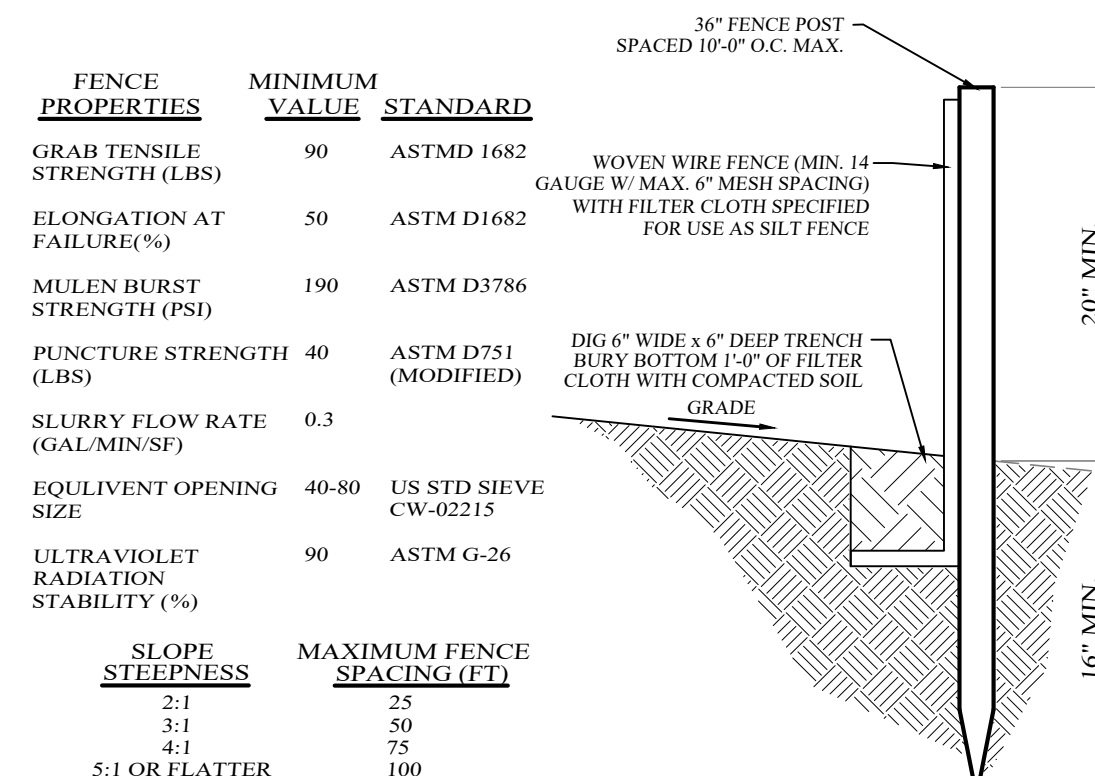 FENCE PROPERTIES MINIMUM VALUE STANDARD
GRAB TENSILE 90 ASTMD 1682
STRENGTH (LBS)
ELONGATION AT 50 ASTM D1682
FAILURE(%)
MULEN BURST 190 ASTM D3786
STRENGTH (PSI)
PUNCTURE STRENGTH 40 ASTM D751
(LBS) (MODIFIED)
SLURRY FLOW RATE 0.3
(GAL/MIN/SF)
EQULIVENT OPENING 40-80 US STD SIEVE
SIZE CW-02215
ULTRAVIOLET 90 ASTM G-26
RADIATION
STABILITY (%)
SLOPE MAXIMUM FENCE
STEEPNESS SPACING (FT)
2:1 25
3:1 50
4:1 75
5:1 OR FLATTER 100
36" FENCE POST
SPACED 10'-0" O.C. MAX.
WOVEN WIRE FENCE (MIN. 14
GAUGE W/ MAX. 6" MESH SPACING)
WITH FILTER CLOTH SPECIFIED
FOR USE AS SILT FENCE
DIG 6" WIDE x 6" DEEP TRENCH
BURY BOTTOM 1'-0" OF FILTER
CLOTH WITH COMPACTED SOIL
GRADE
20" MIN.
16" MIN.